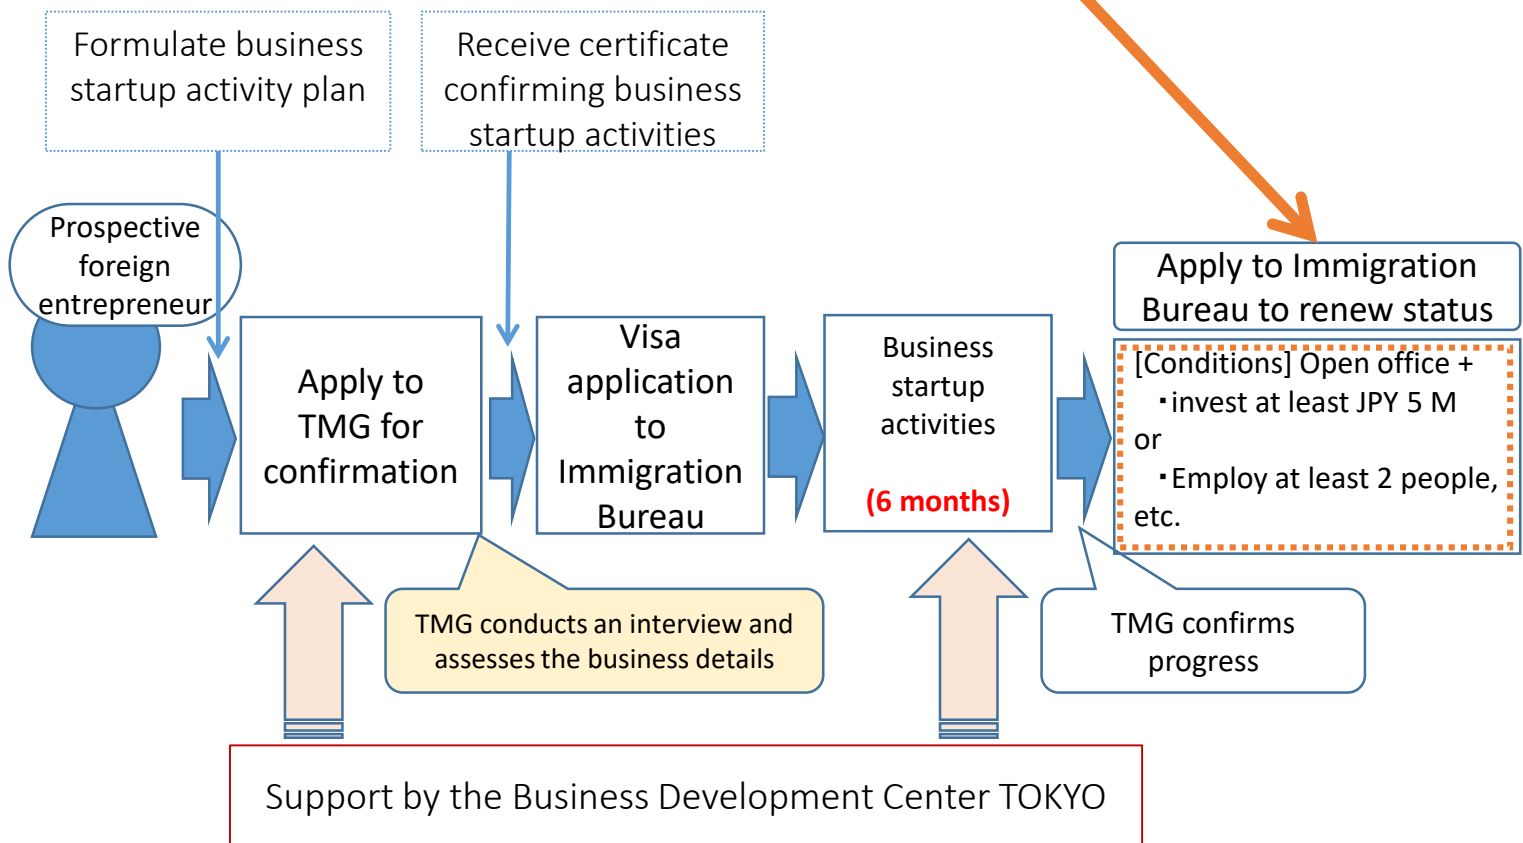 Formulate business
startup activity plan
Receive certificate
confirming business
startup activities
Prospective
foreign
entrepreneur
Apply to
TMG for
confirmation
Visa
application
to
Immigration
Bureau
Business
startup
activities
(6 months)
Apply to Immigration
Bureau to renew status
[Conditions] Open office +
・invest at least JPY 5 M
or
・Employ at least 2 people,
etc.
TMG conducts an interview and
assesses the business details
TMG confirms
progress
Support by the Business Development Center TOKYO